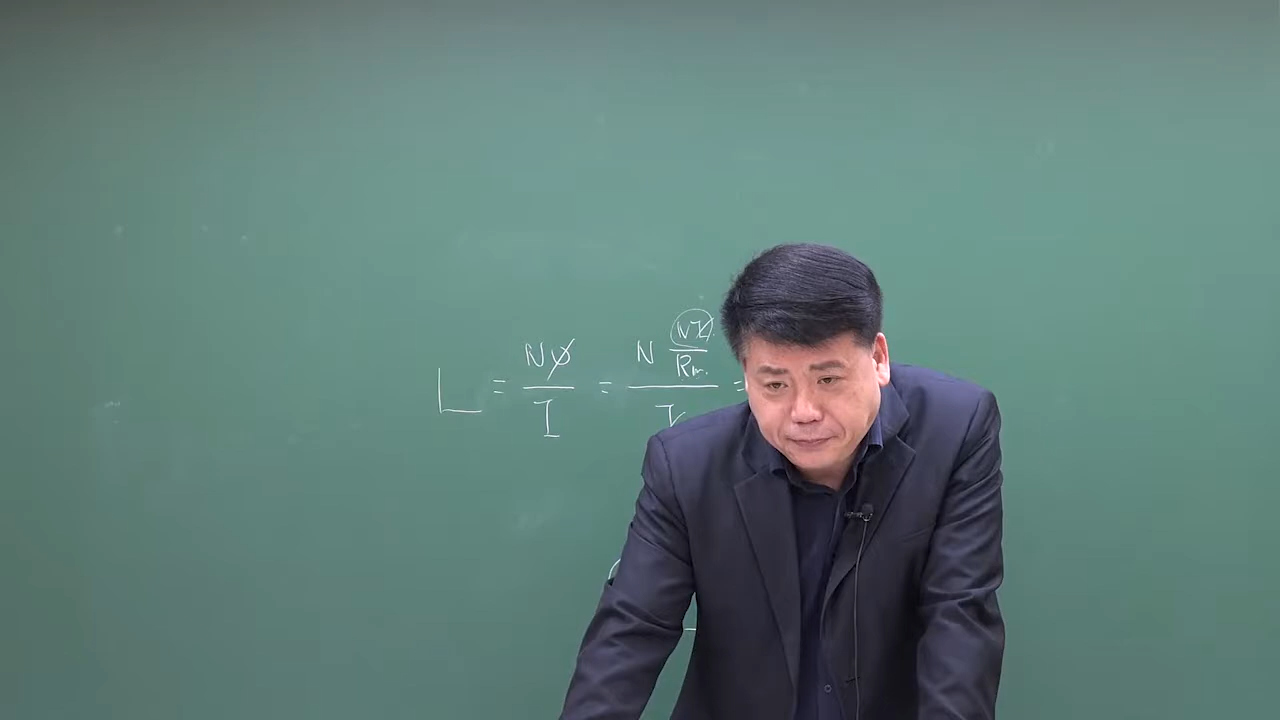 L = Nφ/I = N (NI/Rm)/I =